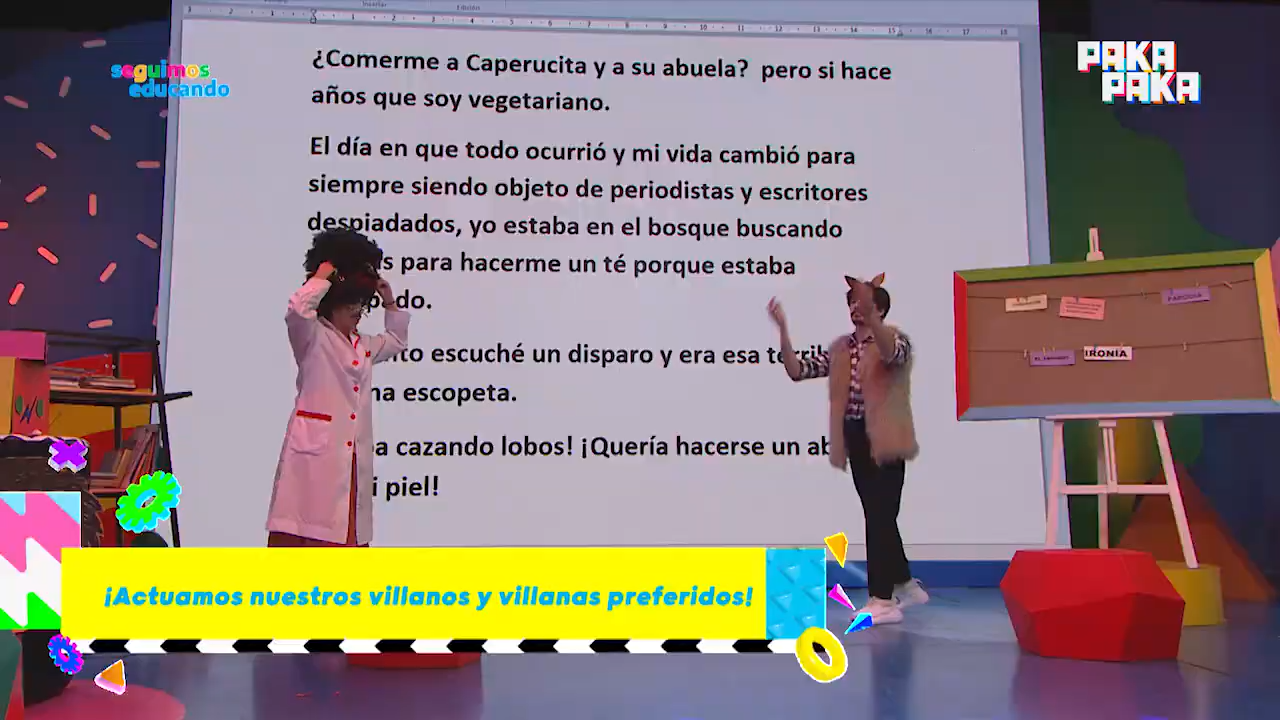 seguimos
educando
PAKA
PAKA
¿Comerme a Caperucita y a su abuela? pero si hace
años que soy vegetariano.
El día en que todo ocurrió y mi vida cambió para
siempre siendo objeto de periodistas y escritores
despiadados, yo estaba en el bosque buscando
para hacerme un té porque estaba
escuché un disparo y era esa
escopeta.
cazando lobos! ¡Quería hacerse un
piel!
PARODIA
IRONÍA
¡Actuamos nuestros villanos y villanas preferidos!